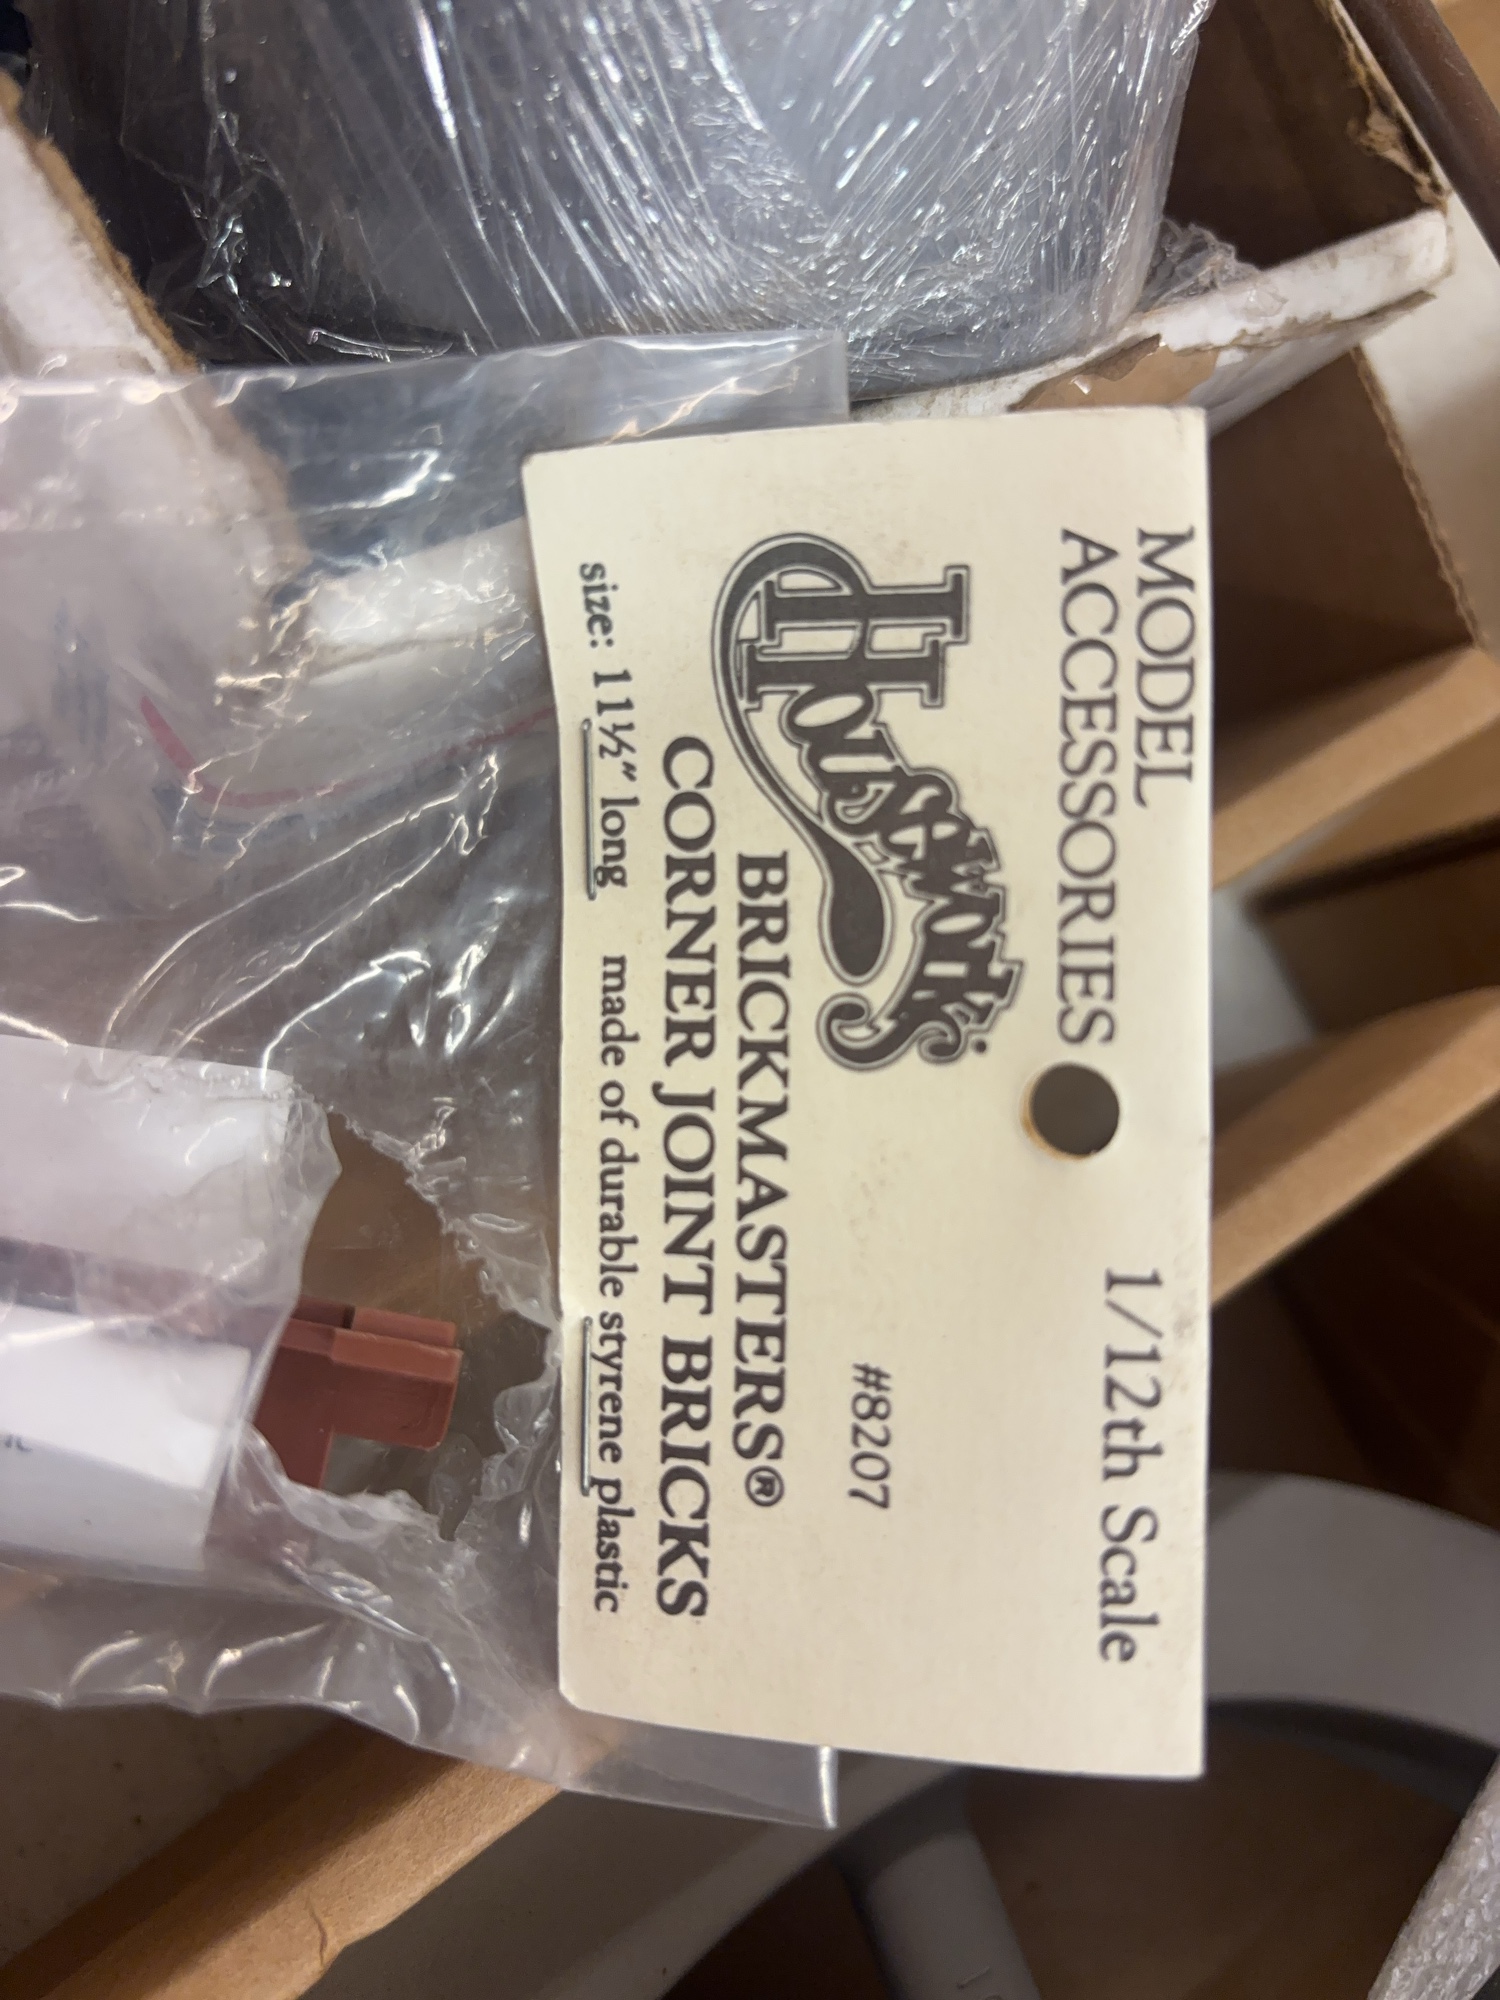 MODEL
ACCESSORIES
1/12th Scale
Houseworks
#8207
BRICKMASTERS®
CORNER JOINT BRICKS
size: 11½" long made of durable styrene plastic